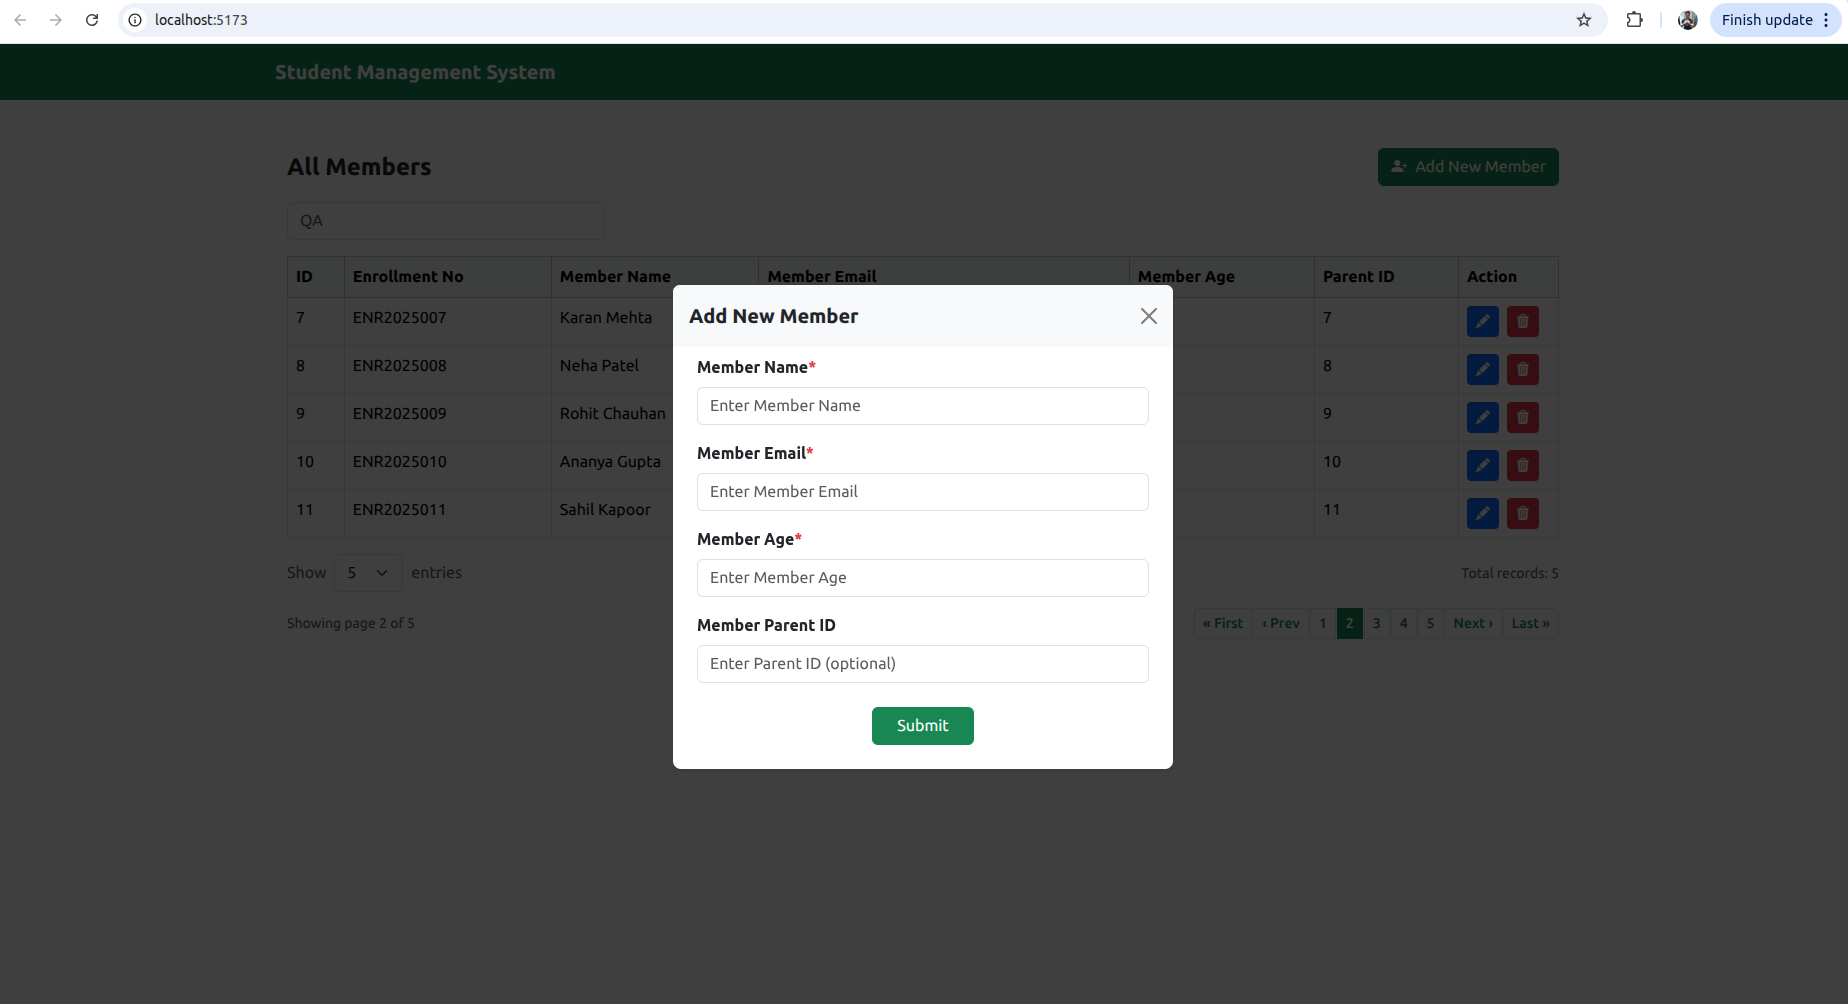 localhost:5173
Finish update
Student Management System
All Members
Add New Member
QA
ID Enrollment No Member Name Member Email Member Age Parent ID Action
7 ENR2025007 Karan Mehta 7
8 ENR2025008 Neha Patel 8
9 ENR2025009 Rohit Chauhan 9
10 ENR2025010 Ananya Gupta 10
11 ENR2025011 Sahil Kapoor 11
Show 5 entries
Total records: 5
Showing page 2 of 5
« First ‹ Prev 1 2 3 4 5 Next › Last »
Add New Member
Member Name*
Enter Member Name
Member Email*
Enter Member Email
Member Age*
Enter Member Age
Member Parent ID
Enter Parent ID (optional)
Submit